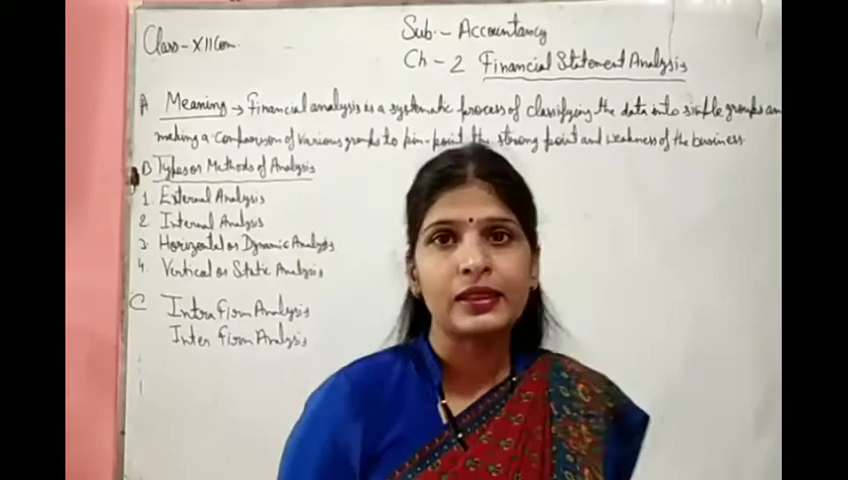 Class - XII Com.
Sub:- Accountancy
Ch - 2 Financial Statement Analysis
A Meaning → Financial analysis is a systematic process of classifying the data into simple groups an
making a comparison of various groups to pin-point the strong point and weakness of the business.
B Types or Methods of Analysis
1. External Analysis
2 Internal Analysis
3. Horizontal or Dynamic Analysis
4. Vertical or Static Analysis
C Intra Firm Analysis
Inter Firm Analysis